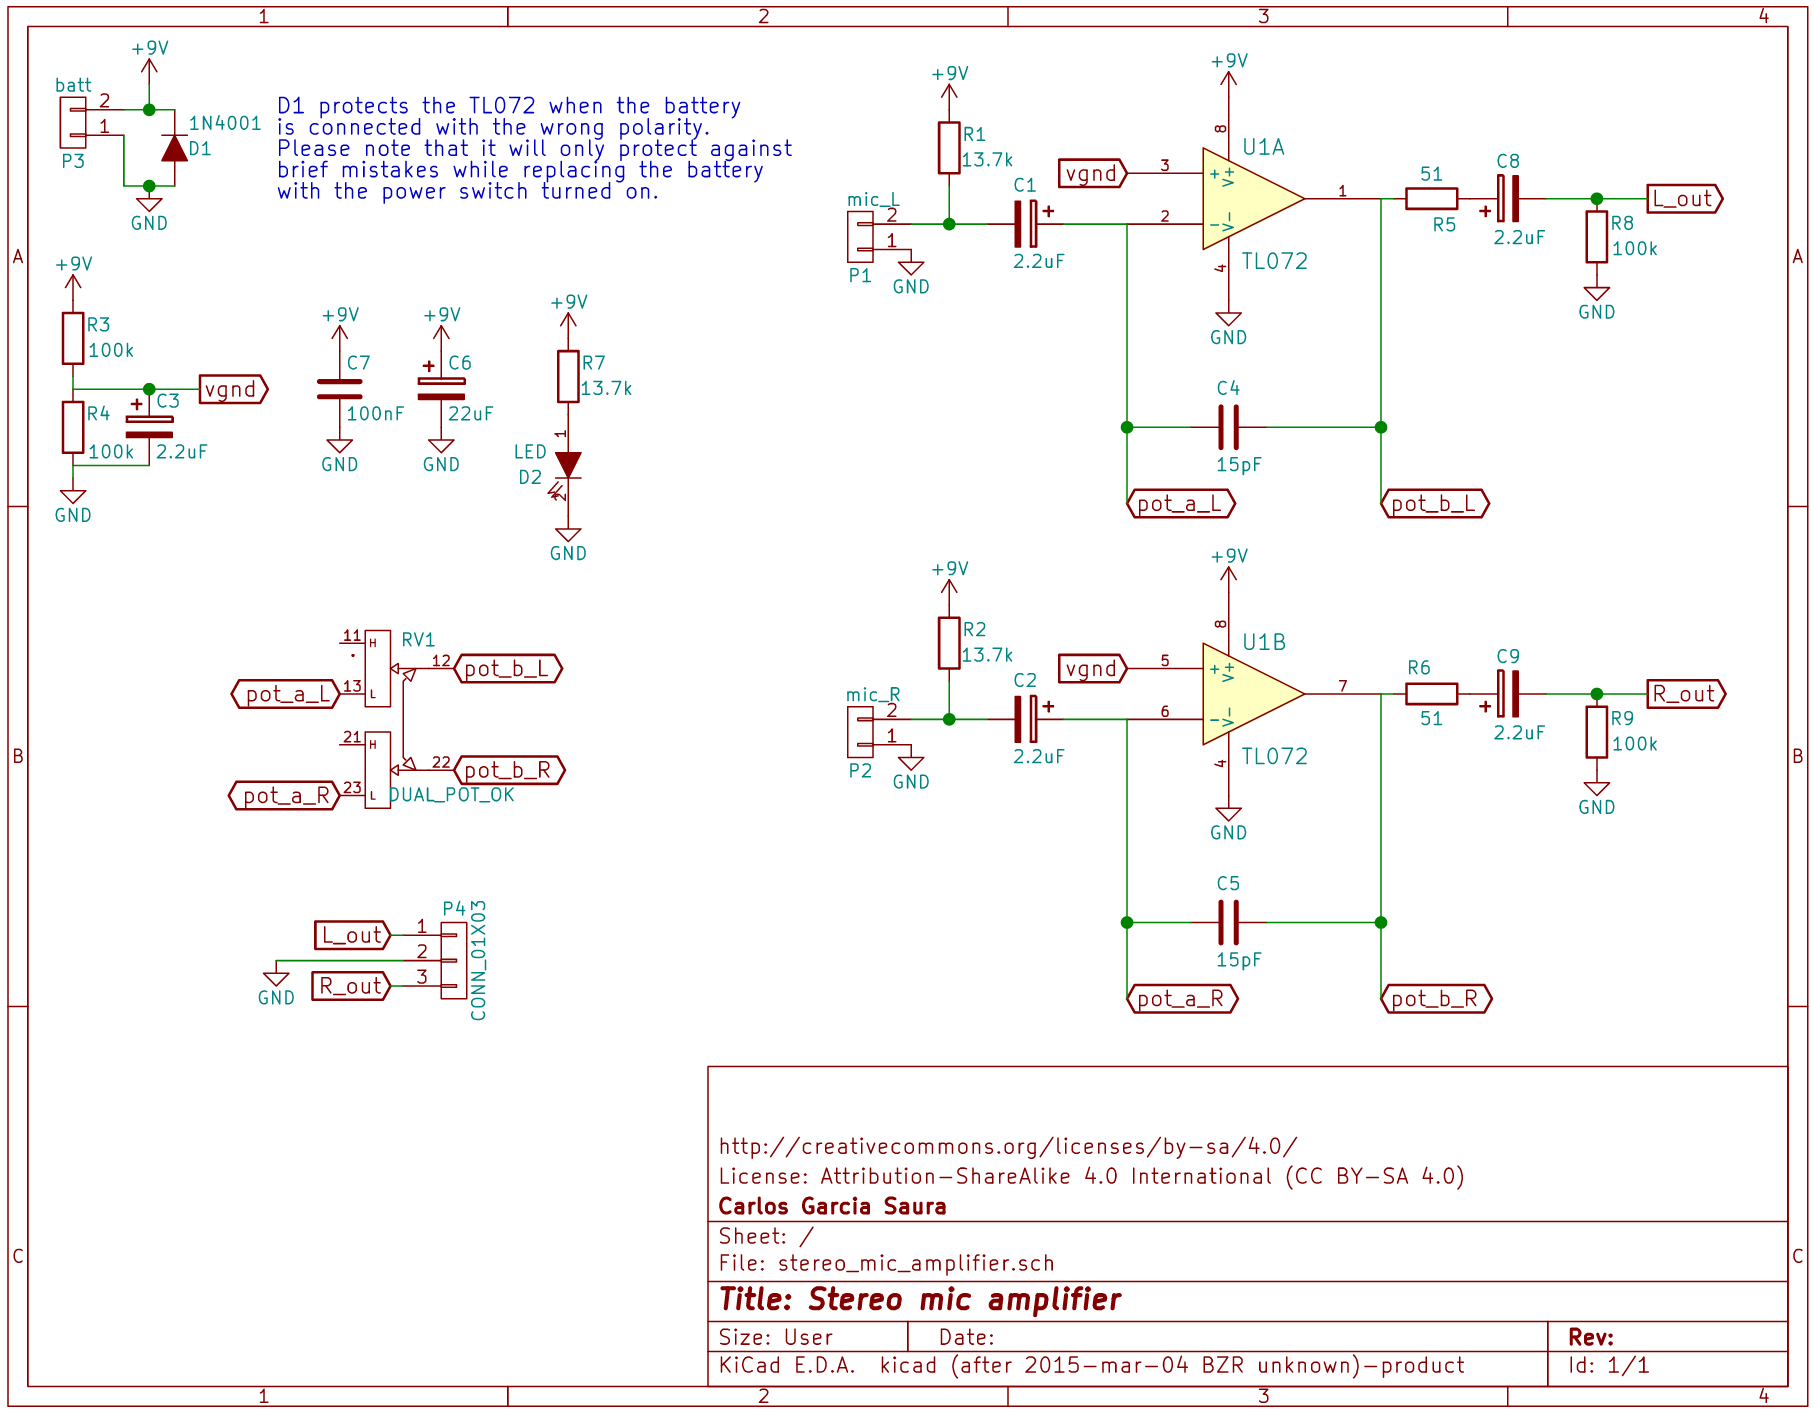 1 2 3 4
A B C
A B C
1 2 3 4
+9V
batt
2
1
P3
1N4001
D1
GND
D1 protects the TL072 when the battery
is connected with the wrong polarity.
Please note that it will only protect against
brief mistakes while replacing the battery
with the power switch turned on.
+9V
R3
100k
vgnd
R4
100k
C3
+
2.2uF
GND
+9V
C7
100nF
GND
+9V
+
C6
22uF
GND
+9V
R7
13.7k
1
LED
D2
2
GND
11
H
RV1
12
pot_b_L
pot_a_L
13
L
21
H
22
pot_b_R
pot_a_R
23
L
DUAL_POT_OK
P4
CONN_01X03
L_out
1
2
GND
R_out
3
+9V
R1
13.7k
mic_L
2
1
P1
GND
C1
+
2.2uF
vgnd
3
2
+9V
8
U1A
+
V+
−
V−
4
TL072
GND
1
51
R5
C8
+
2.2uF
L_out
R8
100k
GND
C4
15pF
pot_a_L
pot_b_L
+9V
R2
13.7k
mic_R
2
1
P2
GND
C2
+
2.2uF
vgnd
5
6
+9V
8
U1B
+
V+
−
V−
4
TL072
GND
7
R6
51
C9
+
2.2uF
R_out
R9
100k
GND
C5
15pF
pot_a_R
pot_b_R
http://creativecommons.org/licenses/by-sa/4.0/
License: Attribution-ShareAlike 4.0 International (CC BY-SA 4.0)
Carlos Garcia Saura
Sheet: /
File: stereo_mic_amplifier.sch
Title: Stereo mic amplifier
Size: User Date: Rev:
KiCad E.D.A. kicad (after 2015-mar-04 BZR unknown)-product Id: 1/1